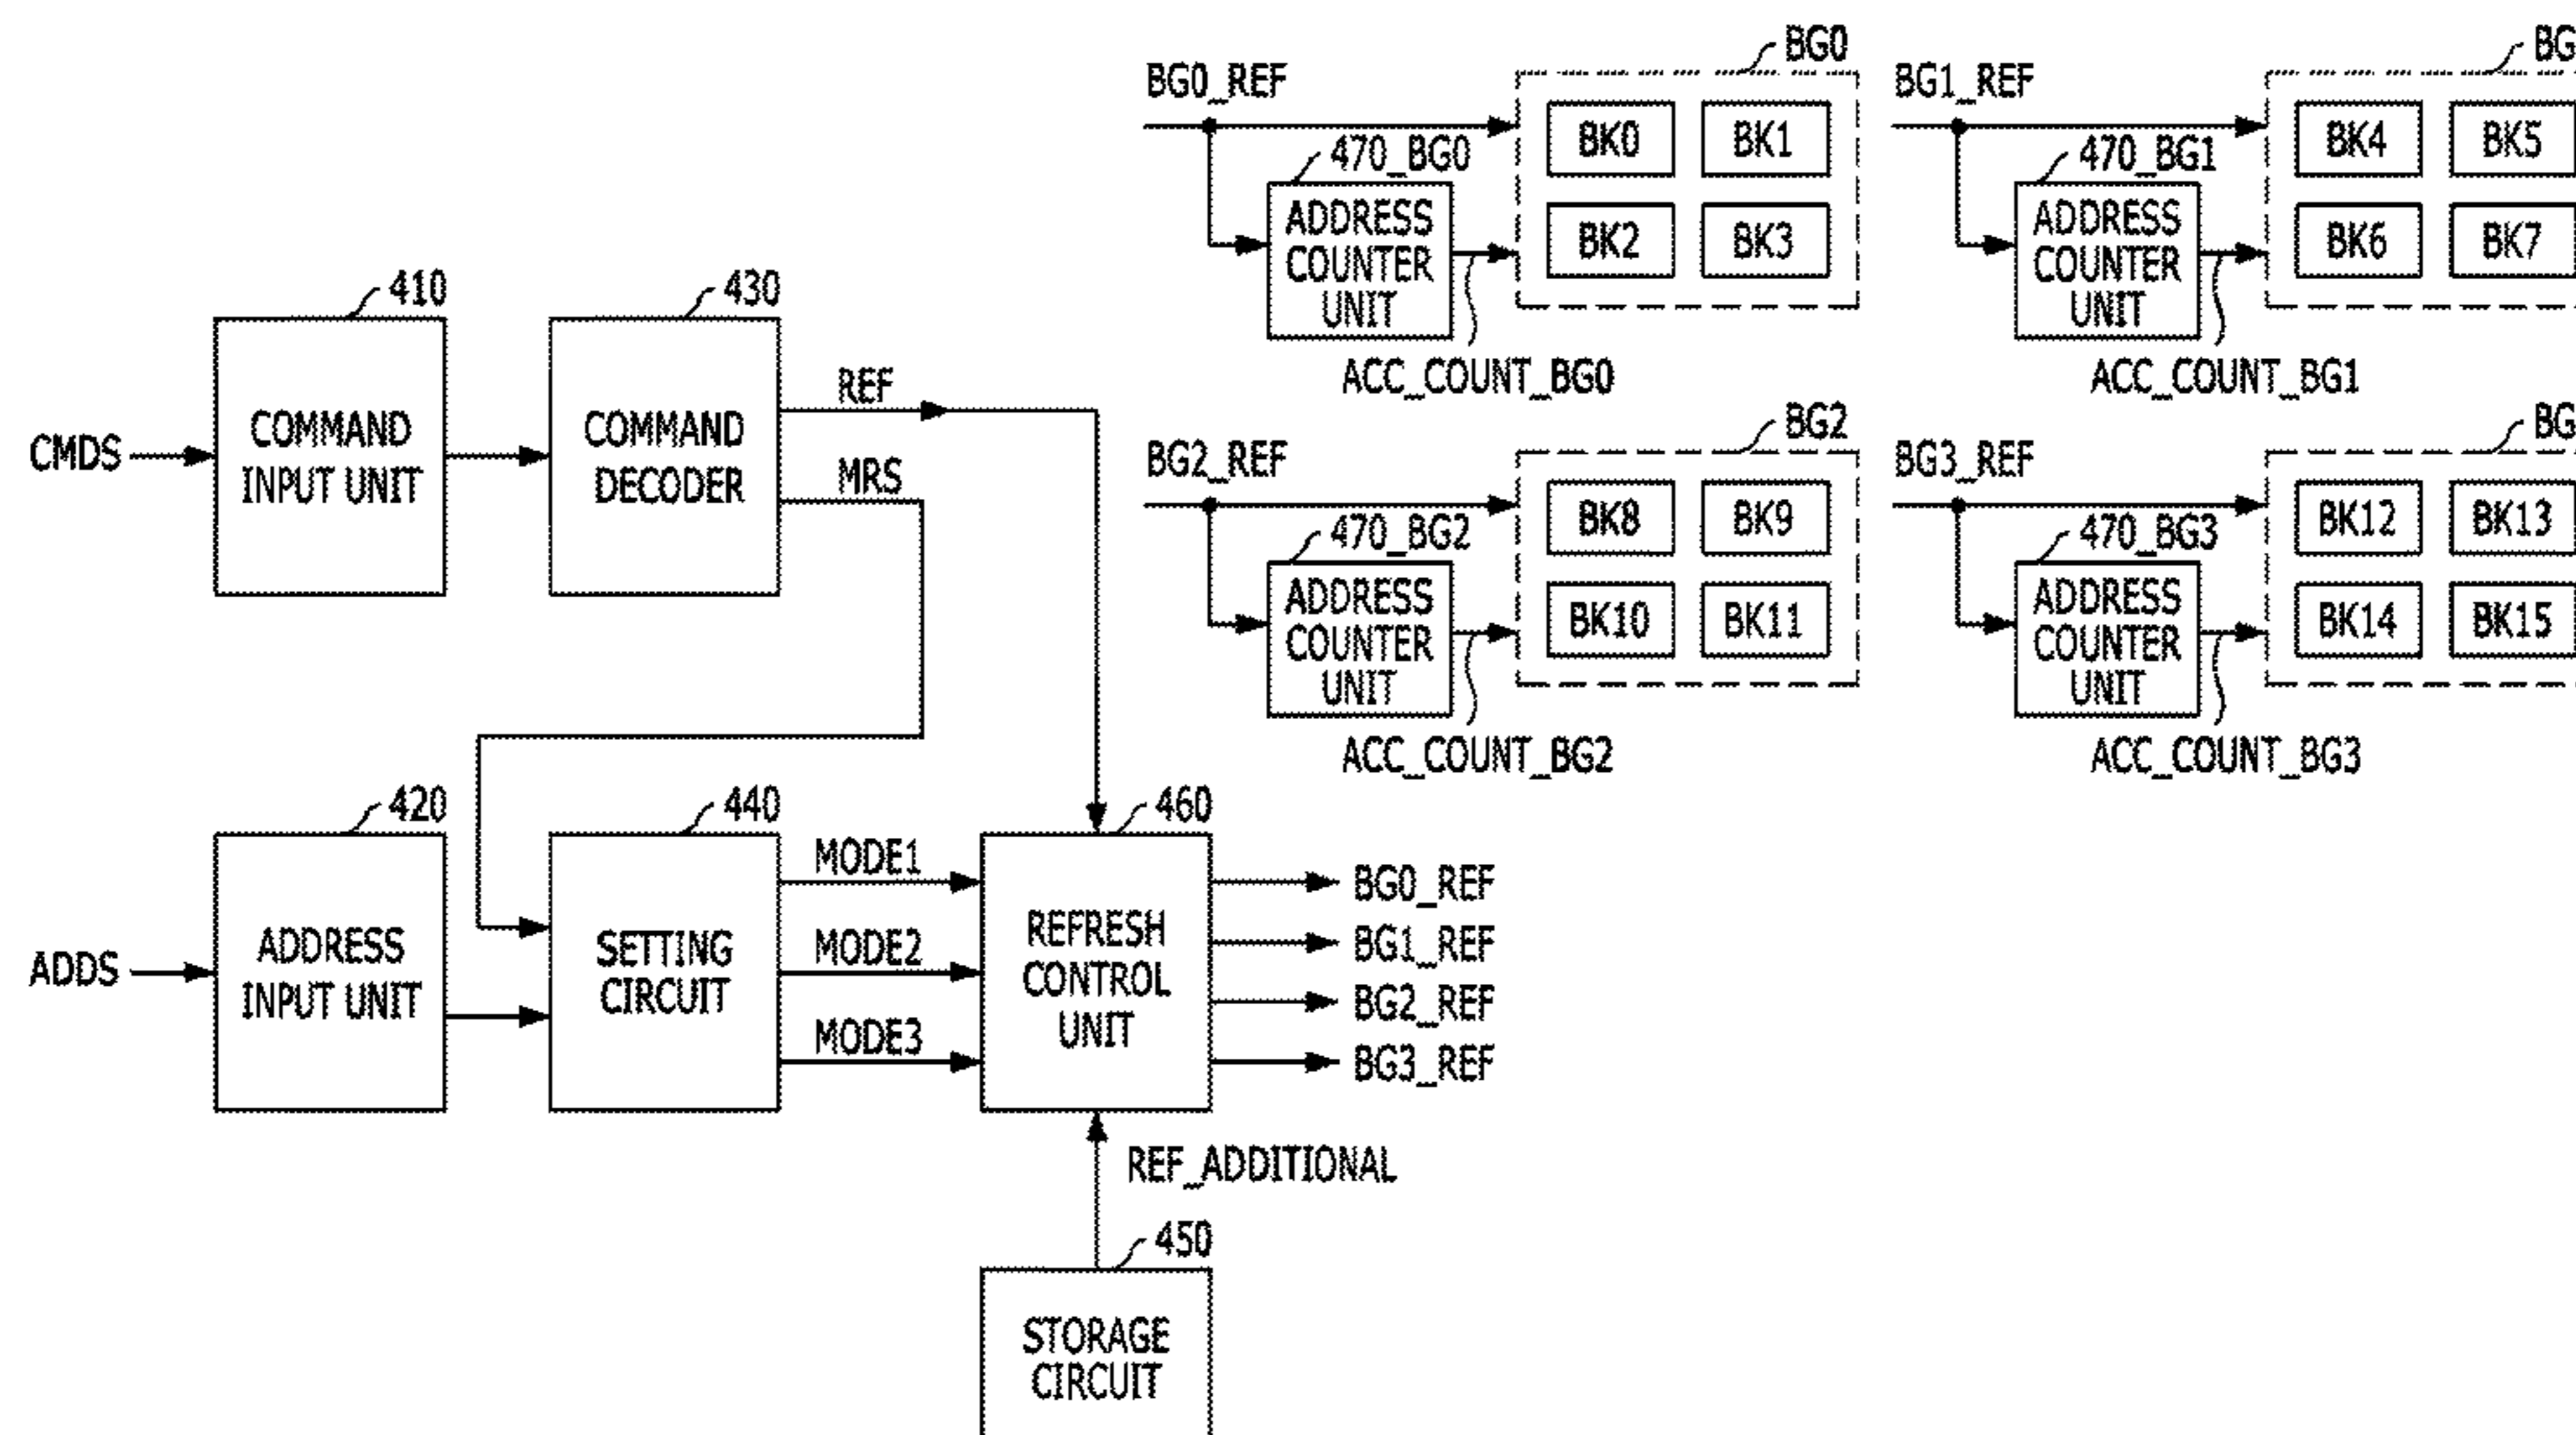 BG0
BG
BG0_REF
BG1_REF
BK0
BK1
BK4
BK5
470_BG0
470_BG1
ADDRESS
COUNTER
UNIT
BK2
BK3
ADDRESS
COUNTER
UNIT
BK6
BK7
ACC_COUNT_BG0
ACC_COUNT_BG1
410
430
COMMAND
INPUT UNIT
COMMAND
DECODER
CMDS
REF
MRS
BG2
BG
BG2_REF
BG3_REF
BK8
BK9
BK12
BK13
470_BG2
470_BG3
ADDRESS
COUNTER
UNIT
BK10
BK11
ADDRESS
COUNTER
UNIT
BK14
BK15
ACC_COUNT_BG2
ACC_COUNT_BG3
420
440
460
ADDS
ADDRESS
INPUT UNIT
SETTING
CIRCUIT
MODE1
MODE2
MODE3
REFRESH
CONTROL
UNIT
BG0_REF
BG1_REF
BG2_REF
BG3_REF
REF_ADDITIONAL
450
STORAGE
CIRCUIT